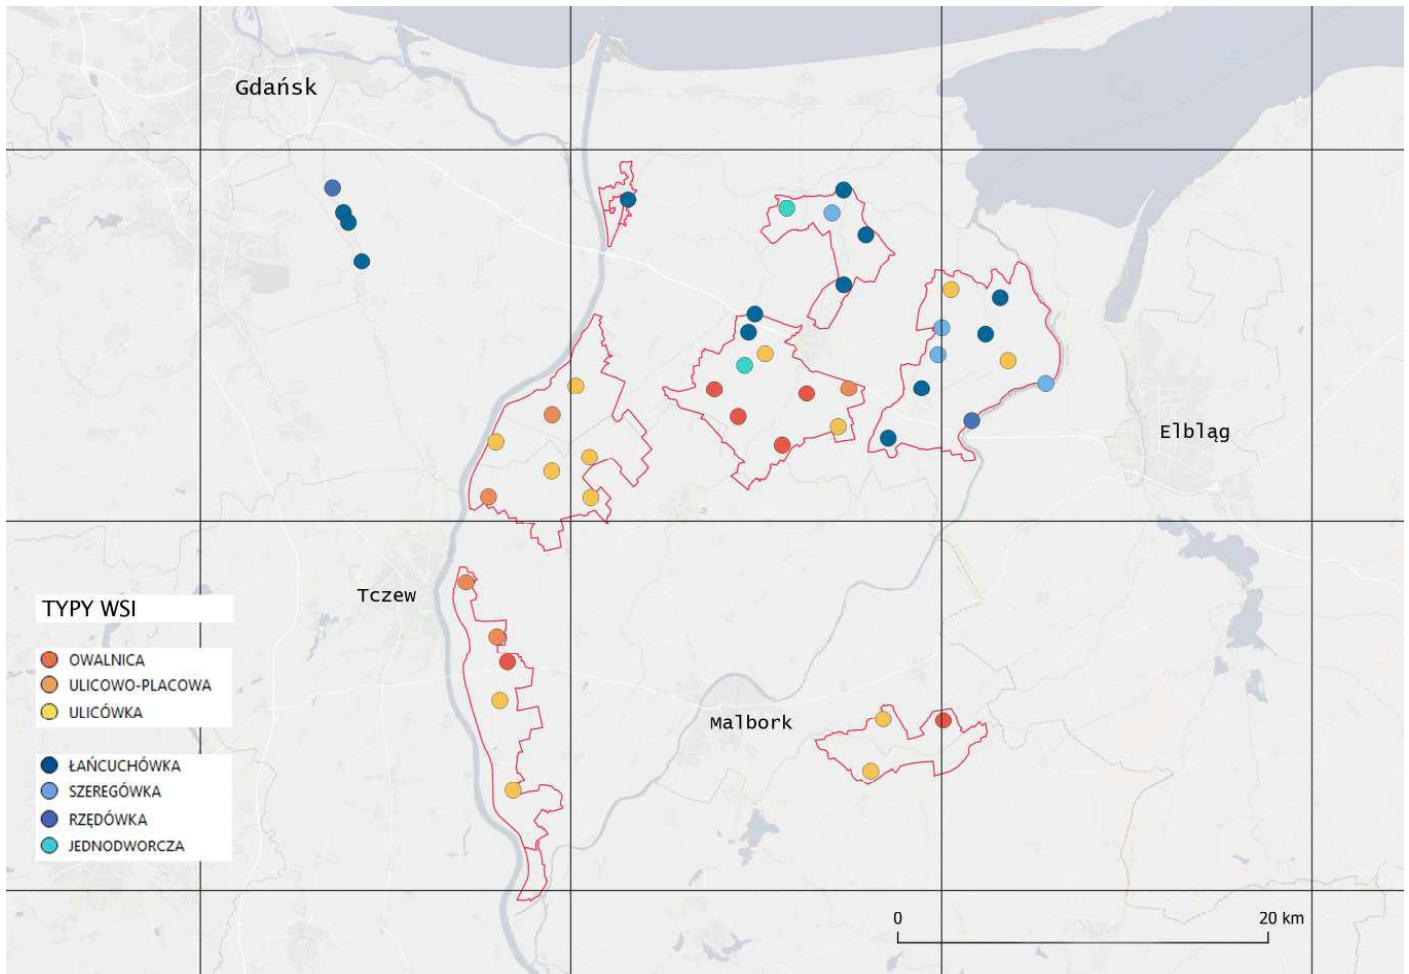 Gdańsk
Elbląg
Tczew
TYPY WSI
OWALNICA
ULICOWO-PLACOWA
ULICÓWKA
Malbork
ŁAŃCUCHÓWKA
SZEREGÓWKA
RZĘDÓWKA
JEDNODWORCZA
0 20 km